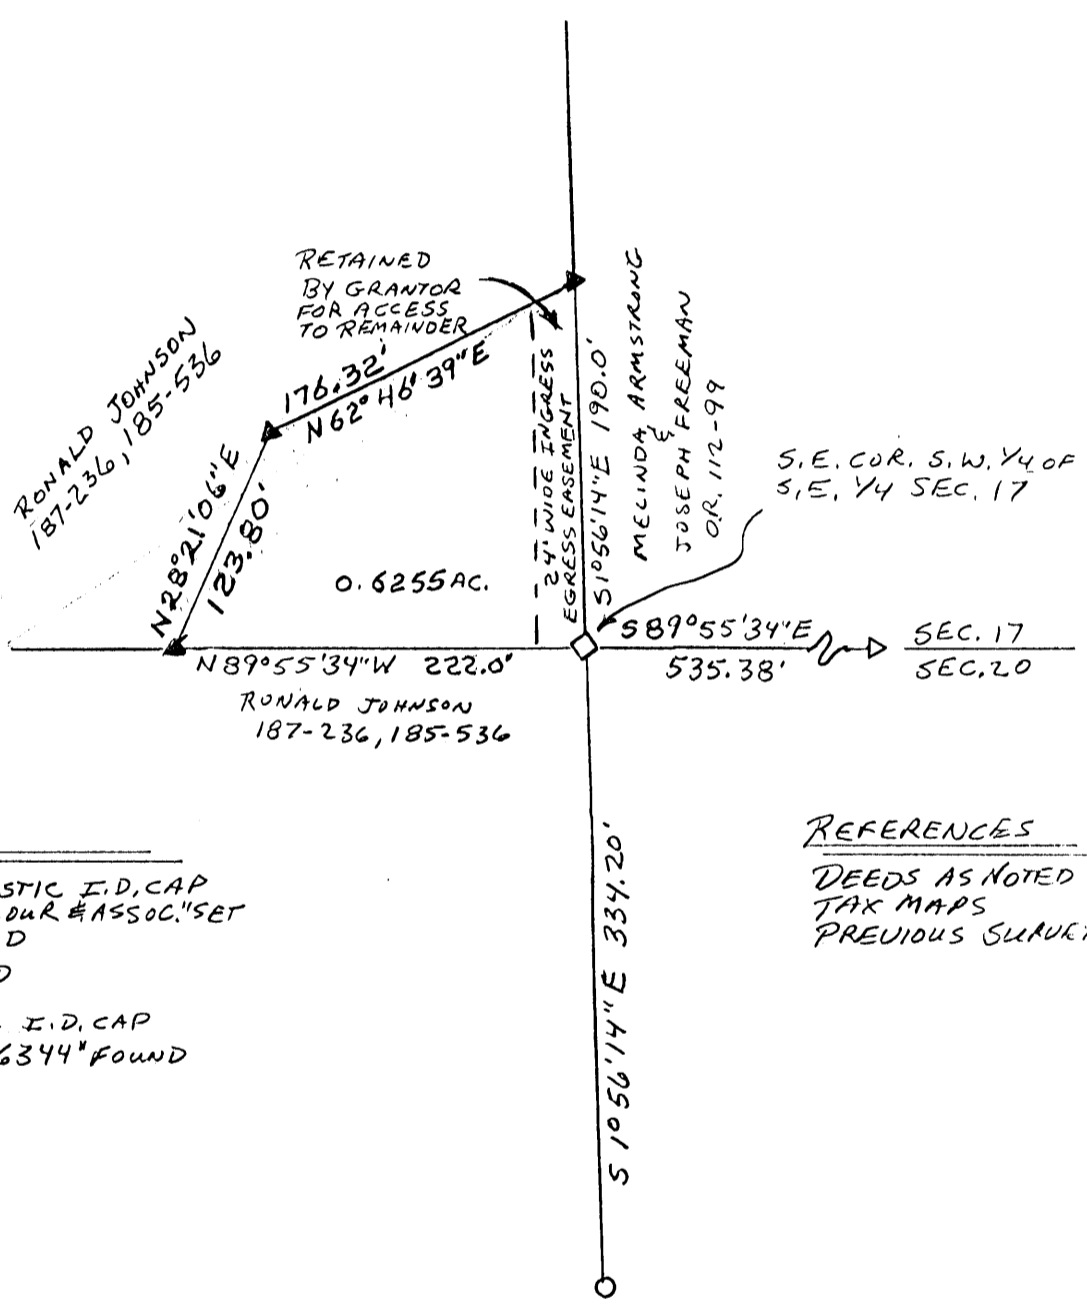 RETAINED
BY GRANTOR
FOR ACCESS
TO REMAINDER
RONALD JOHNSON
187-236, 185-536
176.32'
N62°46'39"E
N28°21'06"E
123.80'
0.6255 AC.
24' WIDE INGRESS
EGRESS EASEMENT
S1°56'14"E 190.0'
MELINDA ARMSTRONG
&
JOSEPH FREEMAN
O.R. 112-99
S.E. COR. S.W. 1/4 OF
S.E. 1/4 SEC. 17
N89°55'34"W 222.0'
RONALD JOHNSON
187-236, 185-536
S89°55'34"E
535.38'
SEC. 17
SEC. 20
S 1°56'14"E 334.20'
STIC I.D. CAP
OUR & ASSOC." SET
D
D
I.D. CAP
6344" FOUND
REFERENCES
DEEDS AS NOTED
TAX MAPS
PREVIOUS SURVEY